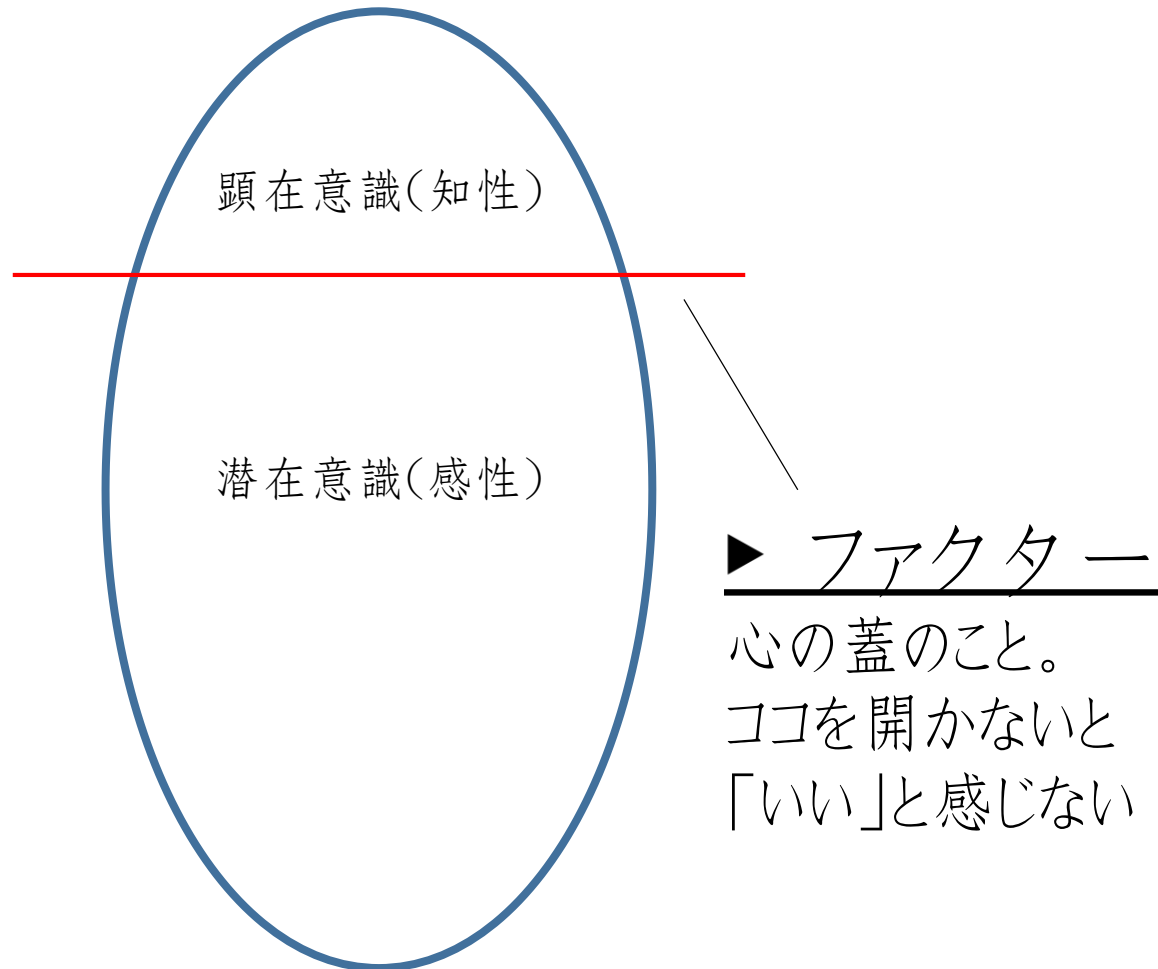 顕在意識(知性)
潜在意識(感性)
▶ ファクター
心の蓋のこと。
ココを開かないと
「いい」と感じない